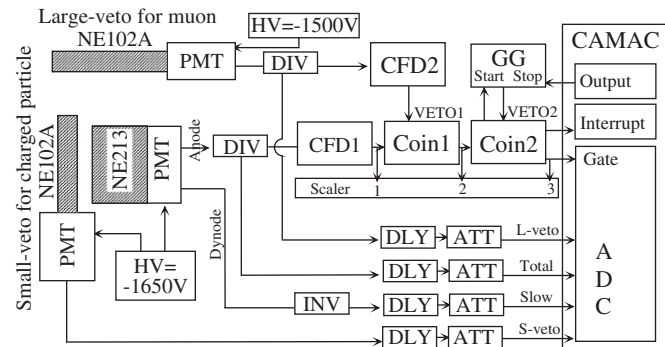 Large-veto for muon
NE102A
PMT
HV=
-1500V
DIV
CFD2
GG
Start Stop
CAMAC
Output
Interrupt
VETO1
VETO2
Small-veto for charged particle
NE102A
NE213
PMT
Anode
DIV
CFD1
Coin1
Coin2
Gate
Scaler
1
2
3
Dynode
PMT
HV=
-1650V
DLY
ATT
L-veto
DLY
ATT
Total
INV
DLY
ATT
Slow
DLY
ATT
S-veto
A
D
C